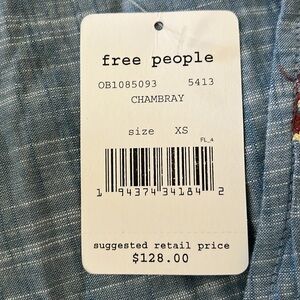 free people
OB1085093 5413
CHAMBRAY
size XS
FL_4
1 94374 34184 2
suggested retail price
$128.00